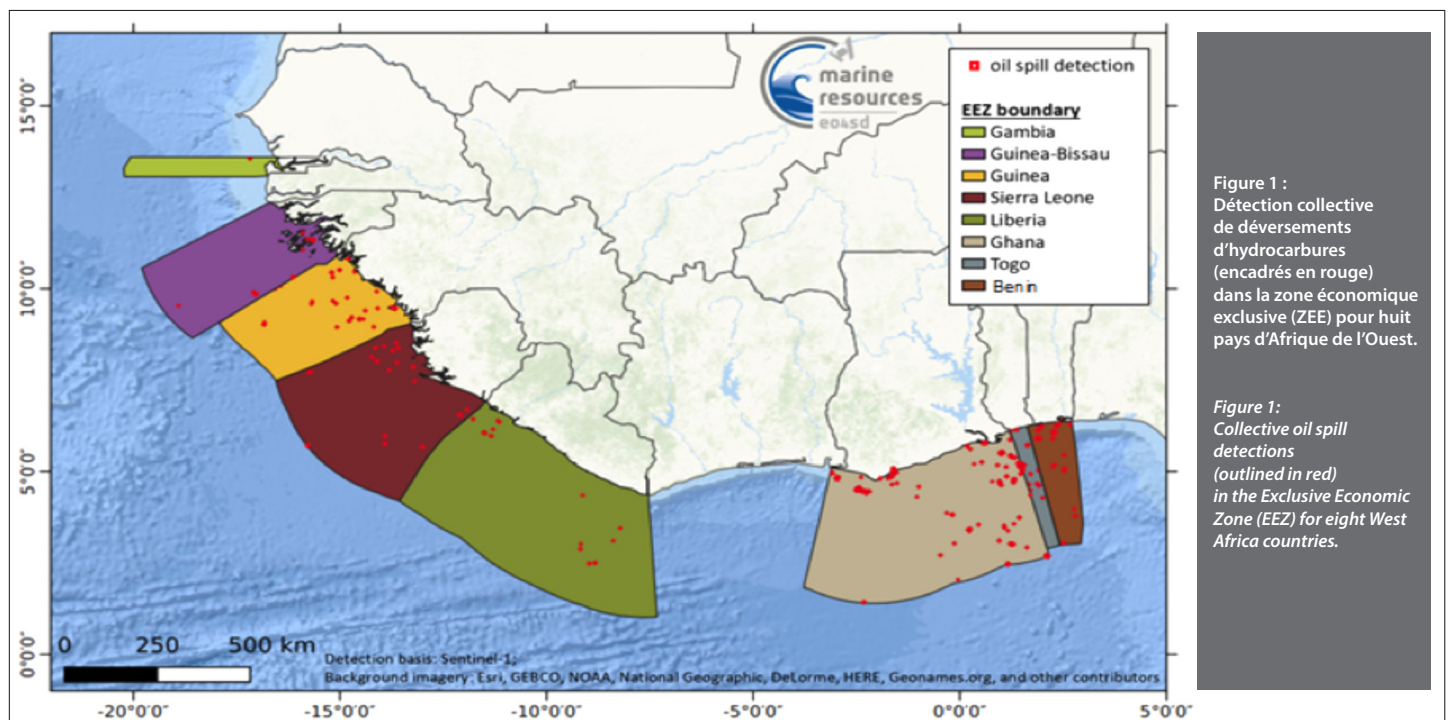 15°0'0"
10°0'0"
5°0'0"
0°0'0"
marine
resources
eo4sd
oil spill detection
EEZ boundary
Gambia
Guinea-Bissau
Guinea
Sierra Leone
Liberia
Ghana
Togo
Benin
0 250 500 km
Detection basis: Sentinel-1;
Background imagery: Esri, GEBCO, NOAA, National Geographic, DeLorme, HERE, Geonames.org, and other contributors
-20°0'0" -15°0'0" -10°0'0" -5°0'0" 0°0'0" 5°0'0"
Figure 1 :
Détection collective
de déversements
d'hydrocarbures
(encadrés en rouge)
dans la zone économique
exclusive (ZEE) pour huit
pays d'Afrique de l'Ouest.
Figure 1:
Collective oil spill
detections
(outlined in red)
in the Exclusive Economic
Zone (EEZ) for eight West
Africa countries.